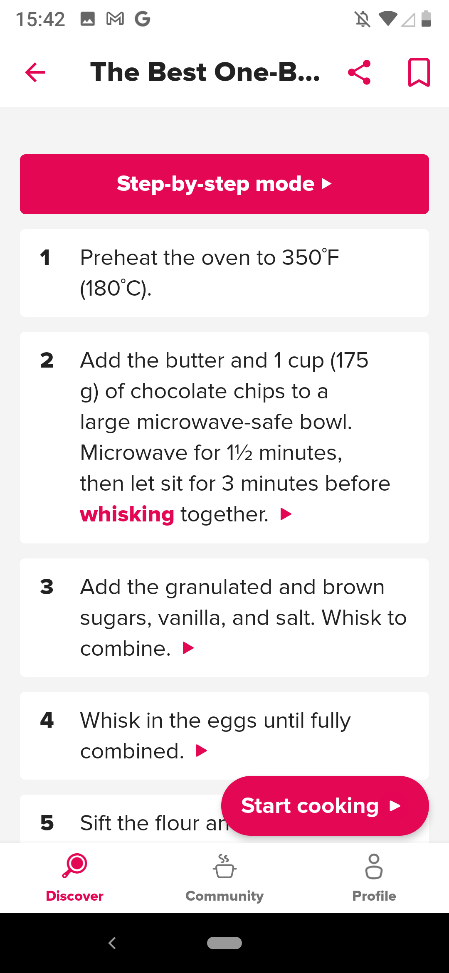 15:42
The Best One-B...
Step-by-step mode
1 Preheat the oven to 350°F
(180°C).
2 Add the butter and 1 cup (175
g) of chocolate chips to a
large microwave-safe bowl.
Microwave for 1½ minutes,
then let sit for 3 minutes before
whisking together.
3 Add the granulated and brown
sugars, vanilla, and salt. Whisk to
combine.
4 Whisk in the eggs until fully
combined.
Start cooking
5 Sift the flour an
Discover
Community
Profile